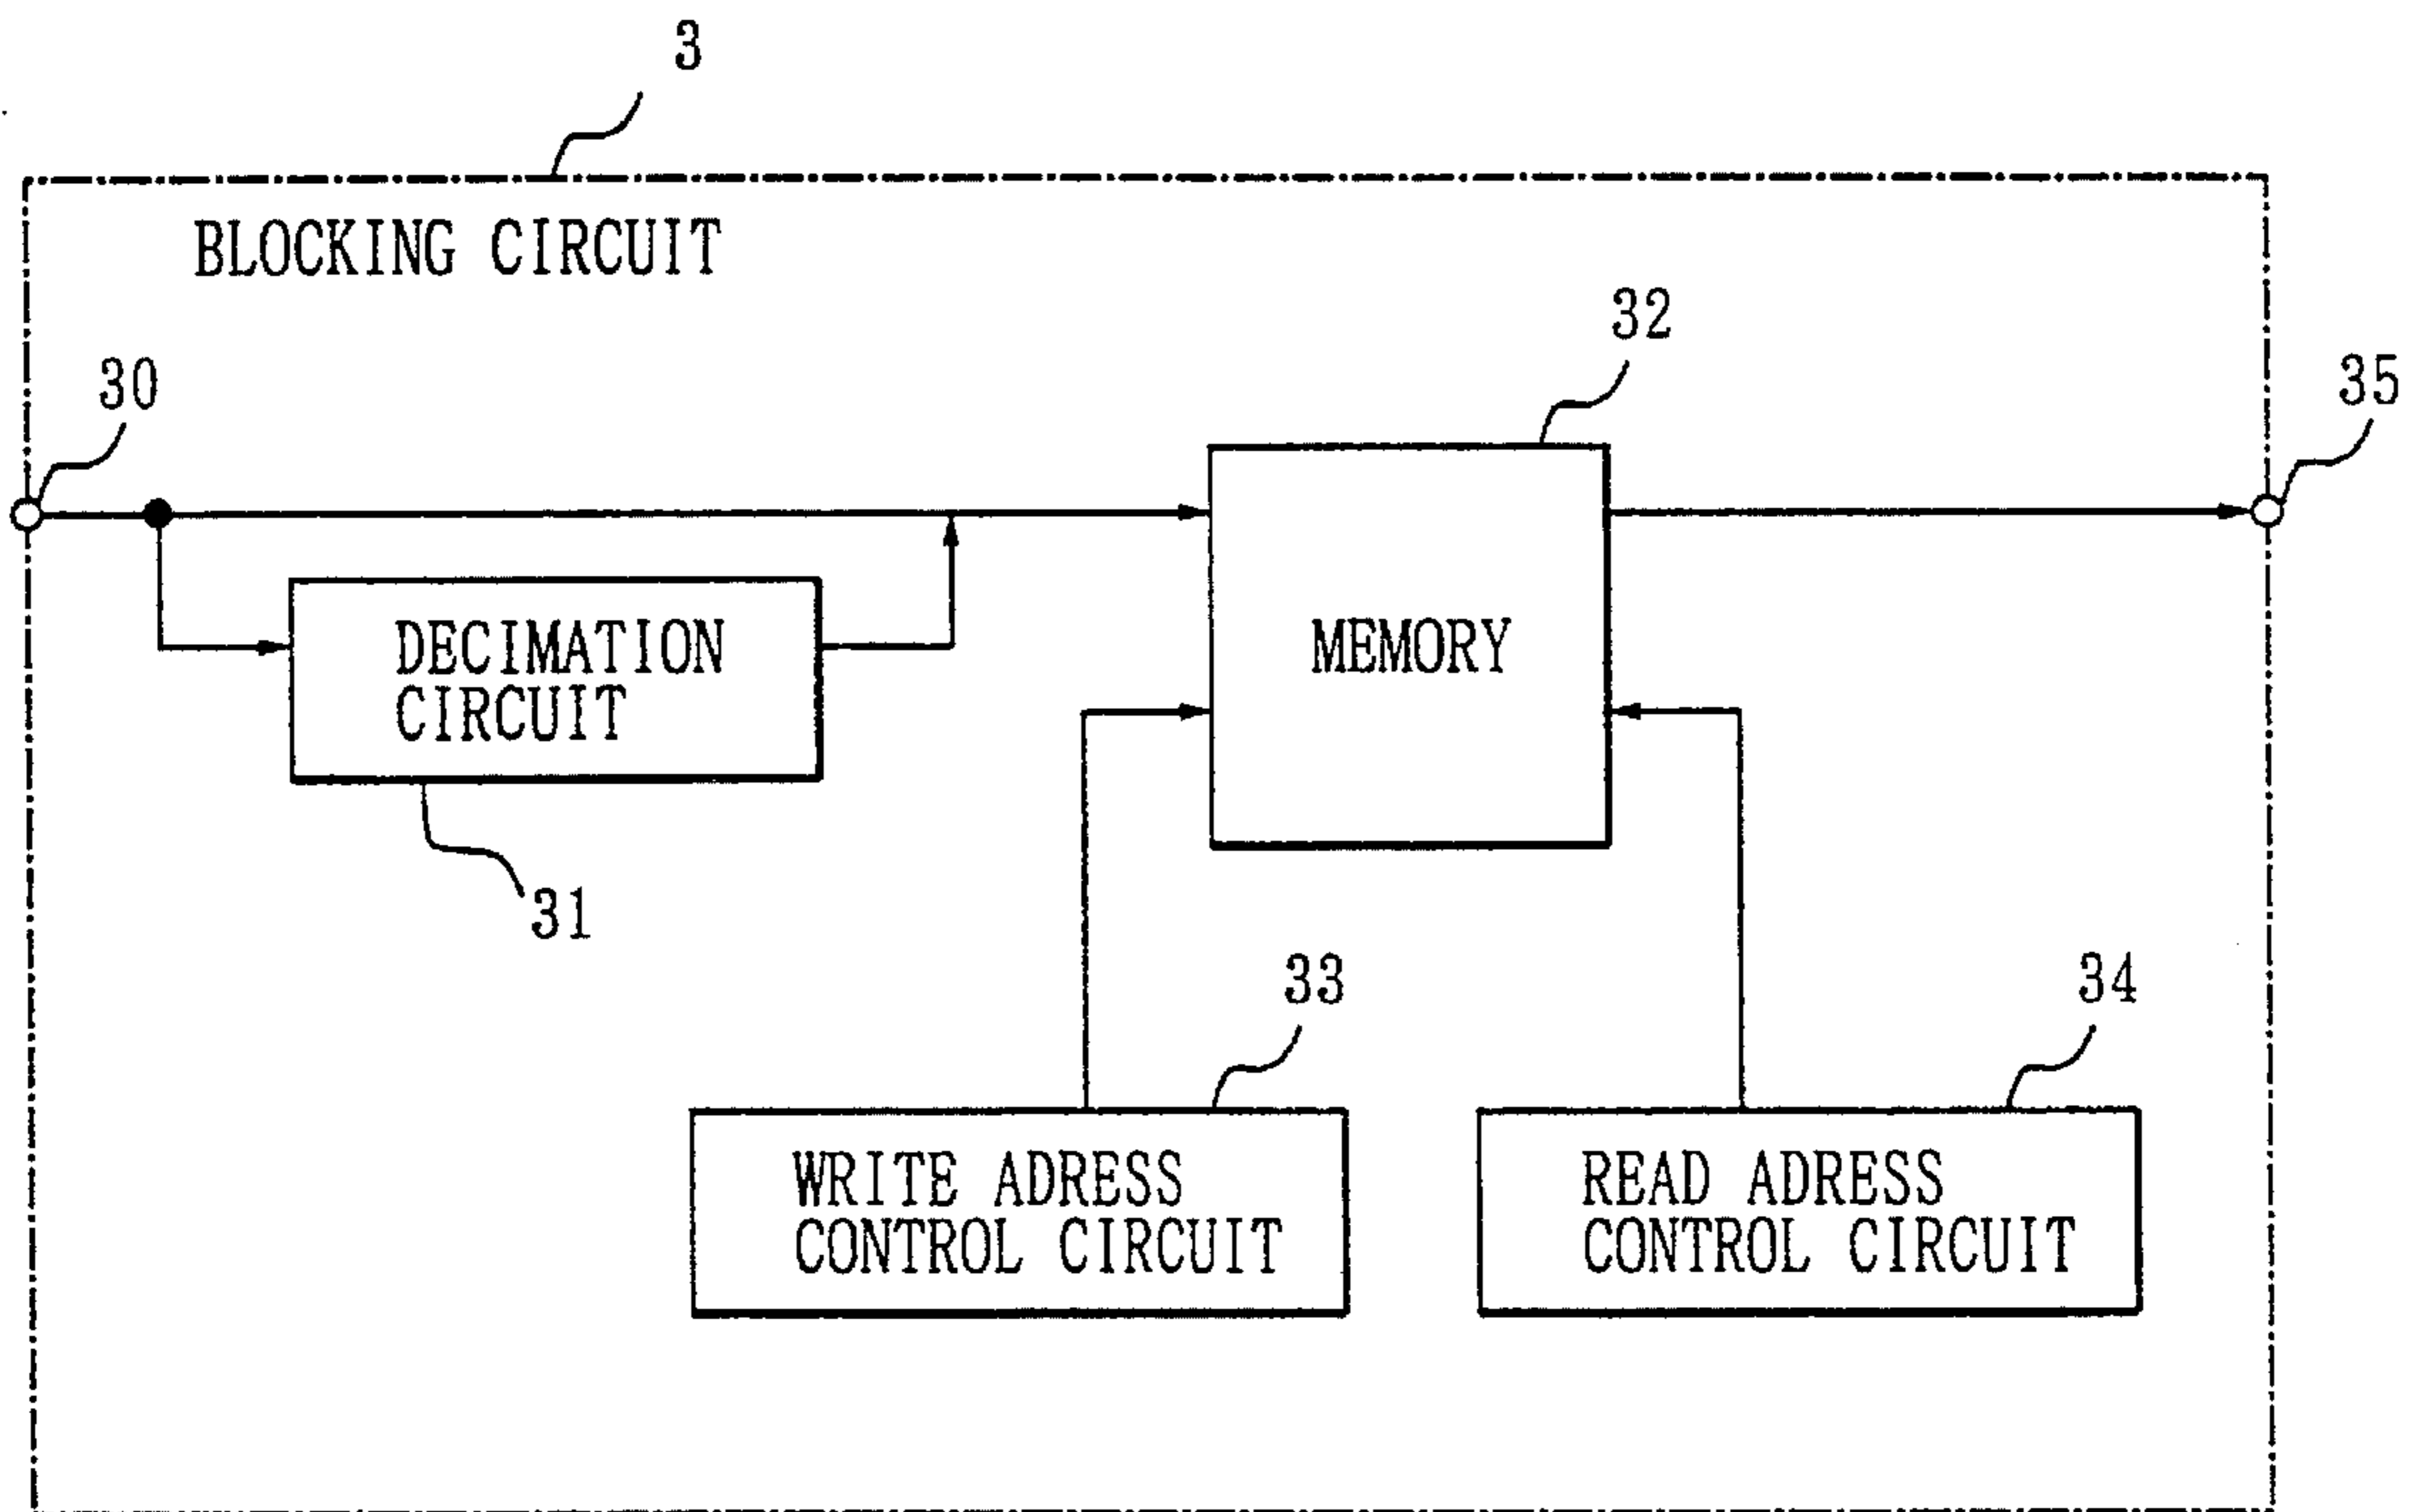 3
BLOCKING CIRCUIT
32
30
35
DECIMATION
CIRCUIT
MEMORY
31
33
34
WRITE ADRESS
CONTROL CIRCUIT
READ ADRESS
CONTROL CIRCUIT